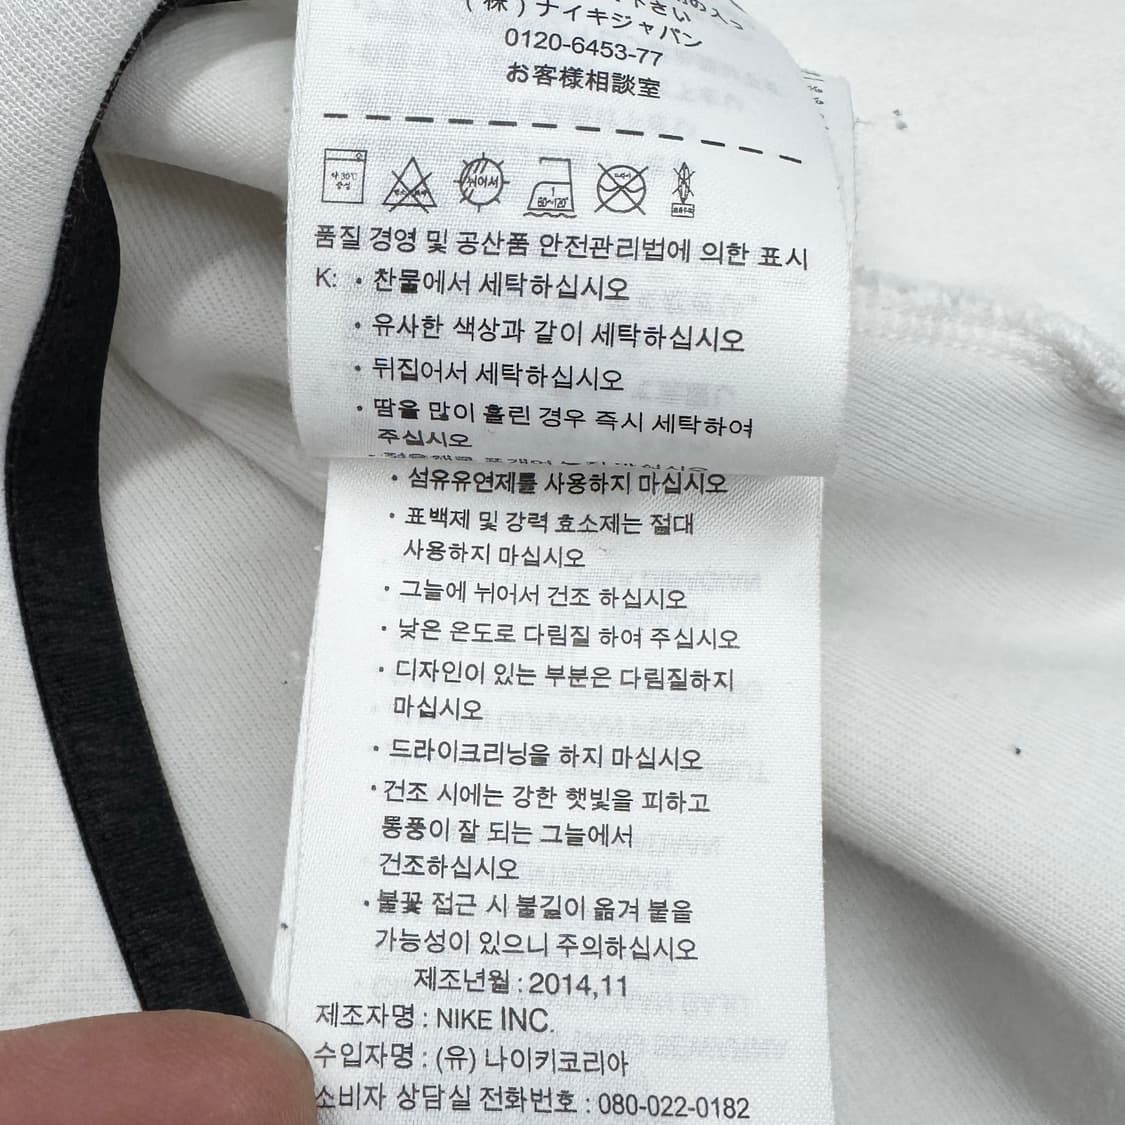 (株)ナイキジャパン
0120-6453-77
お客様相談室
약 30℃
중성
뉘어서
1
80~120°
품질 경영 및 공산품 안전관리법에 의한 표시
K: • 찬물에서 세탁하십시오
• 유사한 색상과 같이 세탁하십시오
• 뒤집어서 세탁하십시오
• 땀을 많이 흘린 경우 즉시 세탁하여
주십시오
• 섬유유연제를 사용하지 마십시오
• 표백제 및 강력 효소제는 절대
사용하지 마십시오
• 그늘에 뉘어서 건조 하십시오
• 낮은 온도로 다림질 하여 주십시오
• 디자인이 있는 부분은 다림질하지
마십시오
• 드라이크리닝을 하지 마십시오
• 건조 시에는 강한 햇빛을 피하고
통풍이 잘 되는 그늘에서
건조하십시오
• 불꽃 접근 시 불길이 옮겨 붙을
가능성이 있으니 주의하십시오
제조년월 : 2014,11
제조자명 : NIKE INC.
수입자명 : (유) 나이키코리아
소비자 상담실 전화번호 : 080-022-0182